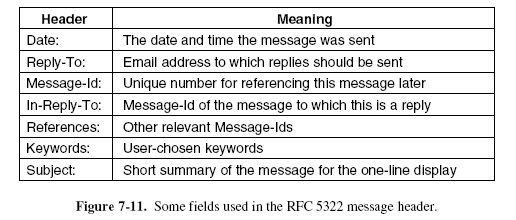 Header Meaning
Date: The date and time the message was sent
Reply-To: Email address to which replies should be sent
Message-Id: Unique number for referencing this message later
In-Reply-To: Message-Id of the message to which this is a reply
References: Other relevant Message-Ids
Keywords: User-chosen keywords
Subject: Short summary of the message for the one-line display
Figure 7-11. Some fields used in the RFC 5322 message header.